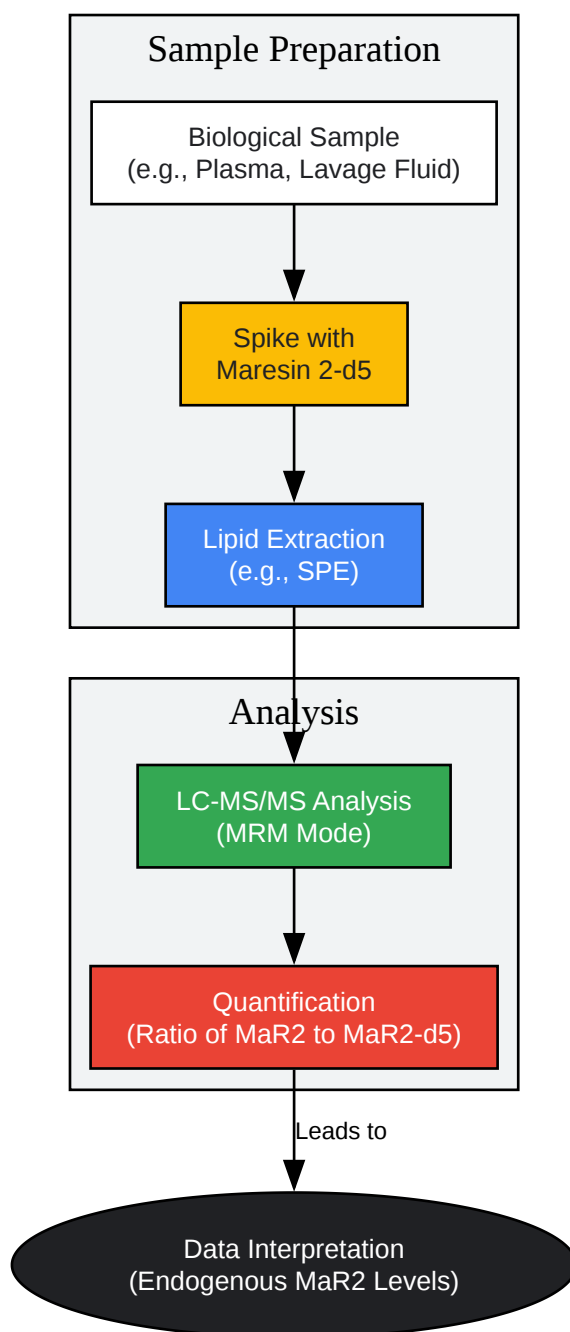 Sample Preparation
Biological Sample
(e.g., Plasma, Lavage Fluid)
Spike with
Maresin 2-d5
Lipid Extraction
(e.g., SPE)
Analysis
LC-MS/MS Analysis
(MRM Mode)
Quantification
(Ratio of MaR2 to MaR2-d5)
Leads to
Data Interpretation
(Endogenous MaR2 Levels)